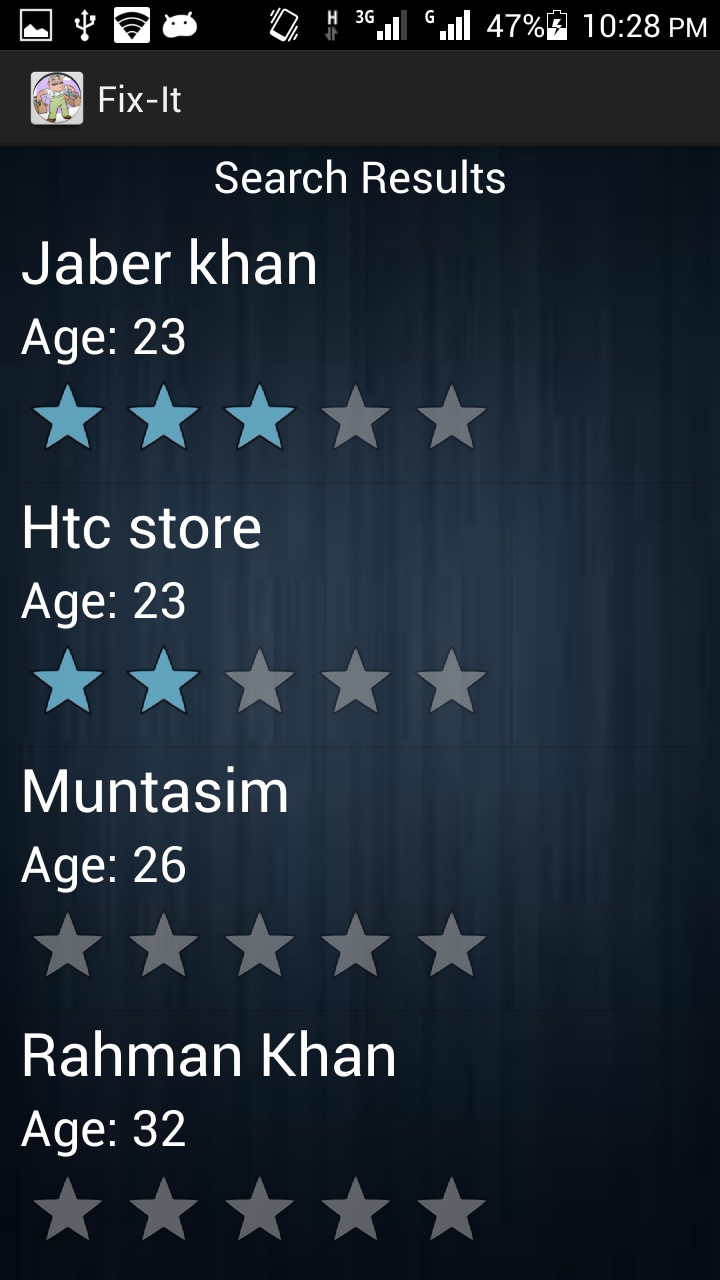 H 3G G 47% 10:28 PM
Fix-It
Search Results
Jaber khan
Age: 23
Htc store
Age: 23
Muntasim
Age: 26
Rahman Khan
Age: 32